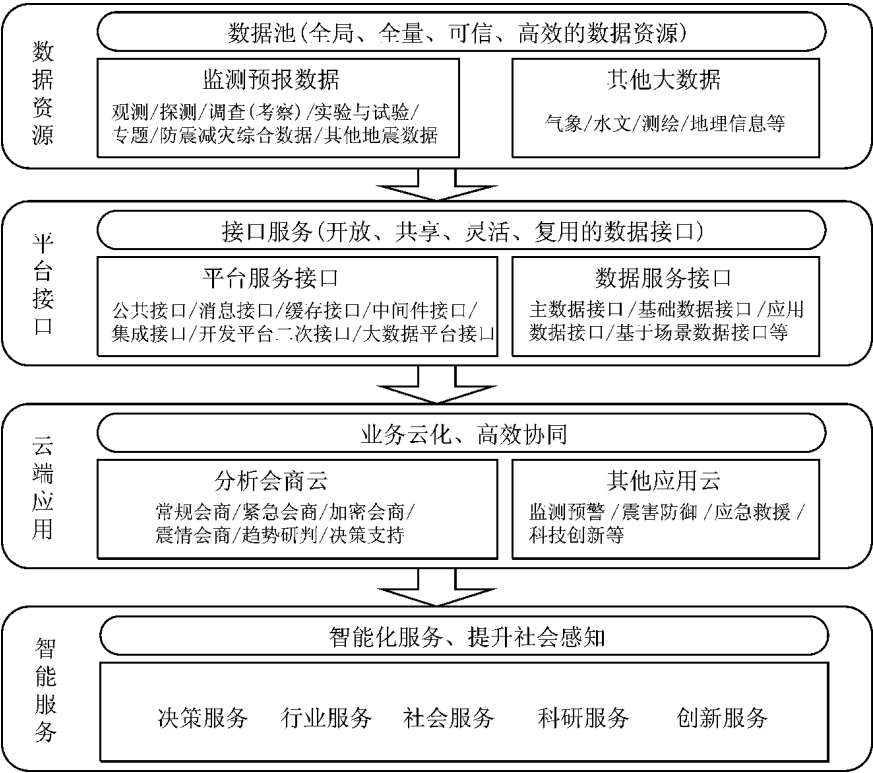 数据资源
数据池(全局、全量、可信、高效的数据资源)
监测预报数据
观测/探测/调查(考察)/实验与试验/
专题/防震减灾综合数据/其他地震数据
其他大数据
气象/水文/测绘/地理信息等
平台接口
接口服务(开放、共享、灵活、复用的数据接口)
平台服务接口
公共接口/消息接口/缓存接口/中间件接口/
集成接口/开发平台二次接口/大数据平台接口
数据服务接口
主数据接口/基础数据接口/应用
数据接口/基于场景数据接口等
云端应用
业务云化、高效协同
分析会商云
常规会商/紧急会商/加密会商/
震情会商/趋势研判/决策支持
其他应用云
监测预警/震害防御/应急救援/
科技创新等
智能服务
智能化服务、提升社会感知
决策服务 行业服务 社会服务 科研服务 创新服务